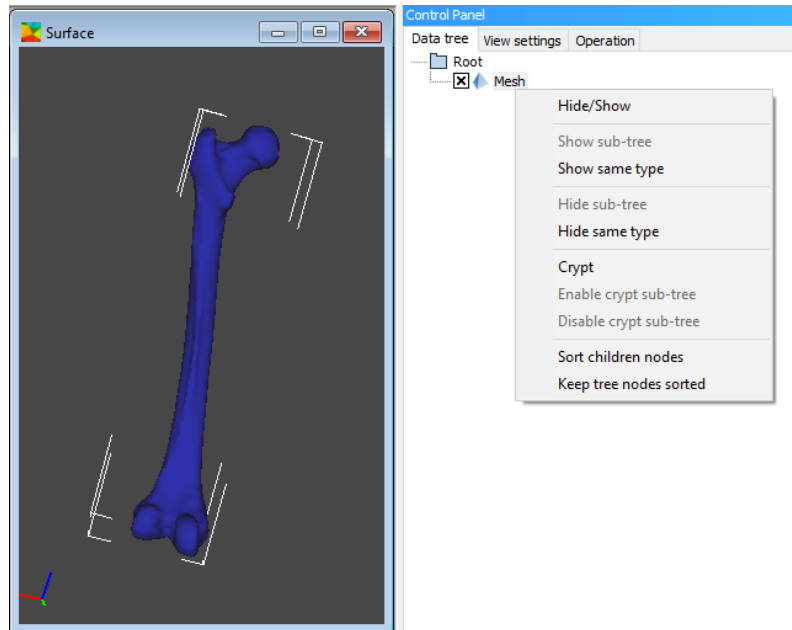 Surface
Control Panel
Data tree View settings Operation
Root
Mesh
Hide/Show
Show sub-tree
Show same type
Hide sub-tree
Hide same type
Crypt
Enable crypt sub-tree
Disable crypt sub-tree
Sort children nodes
Keep tree nodes sorted